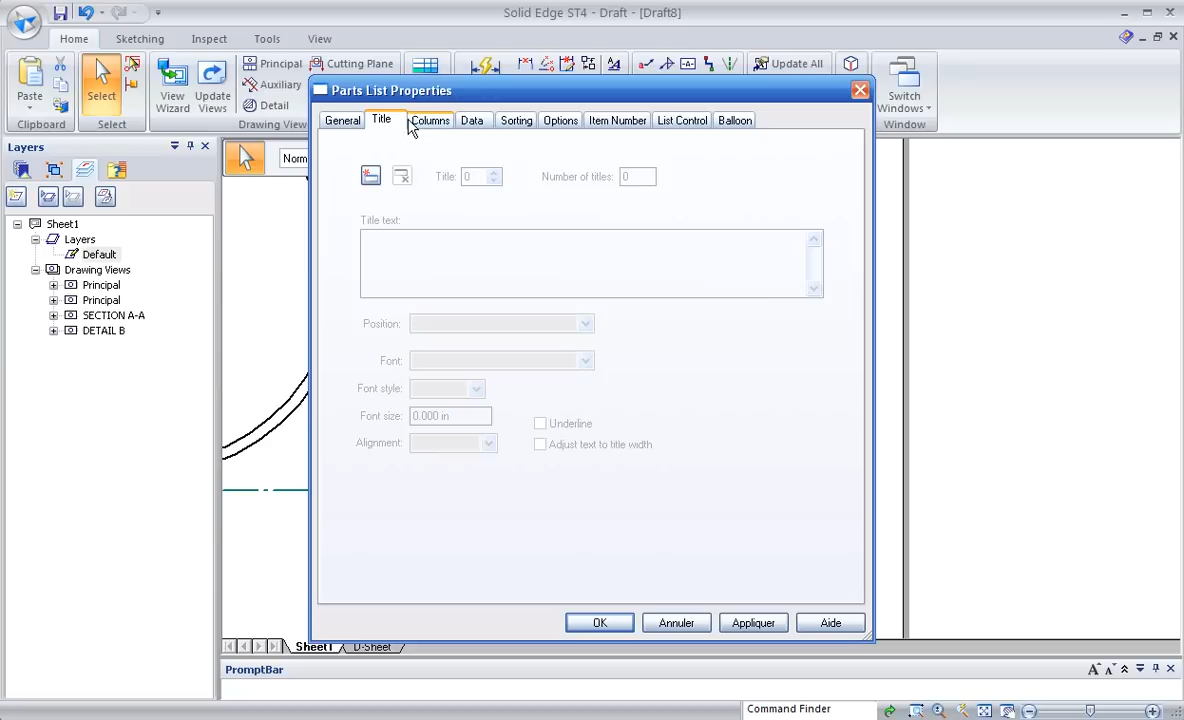 Solid Edge ST4 - Draft - [Draft8]
Home Sketching Inspect Tools View
Paste
Clipboard
Select
Select
View Wizard
Update Views
Principal
Auxiliary
Detail
Drawing View
Cutting Plane
Update All
Switch Windows
Window
Layers
Sheet1
Layers
Default
Drawing Views
Principal
Principal
SECTION A-A
DETAIL B
Norm
Parts List Properties
General Title Columns Data Sorting Options Item Number List Control Balloon
Title: 0 Number of titles: 0
Title text:
Position:
Font:
Font style:
Font size: 0.000 in
Underline
Alignment:
Adjust text to title width
OK Annuler Appliquer Aide
Sheet1 D-Sheet
PromptBar
Command Finder